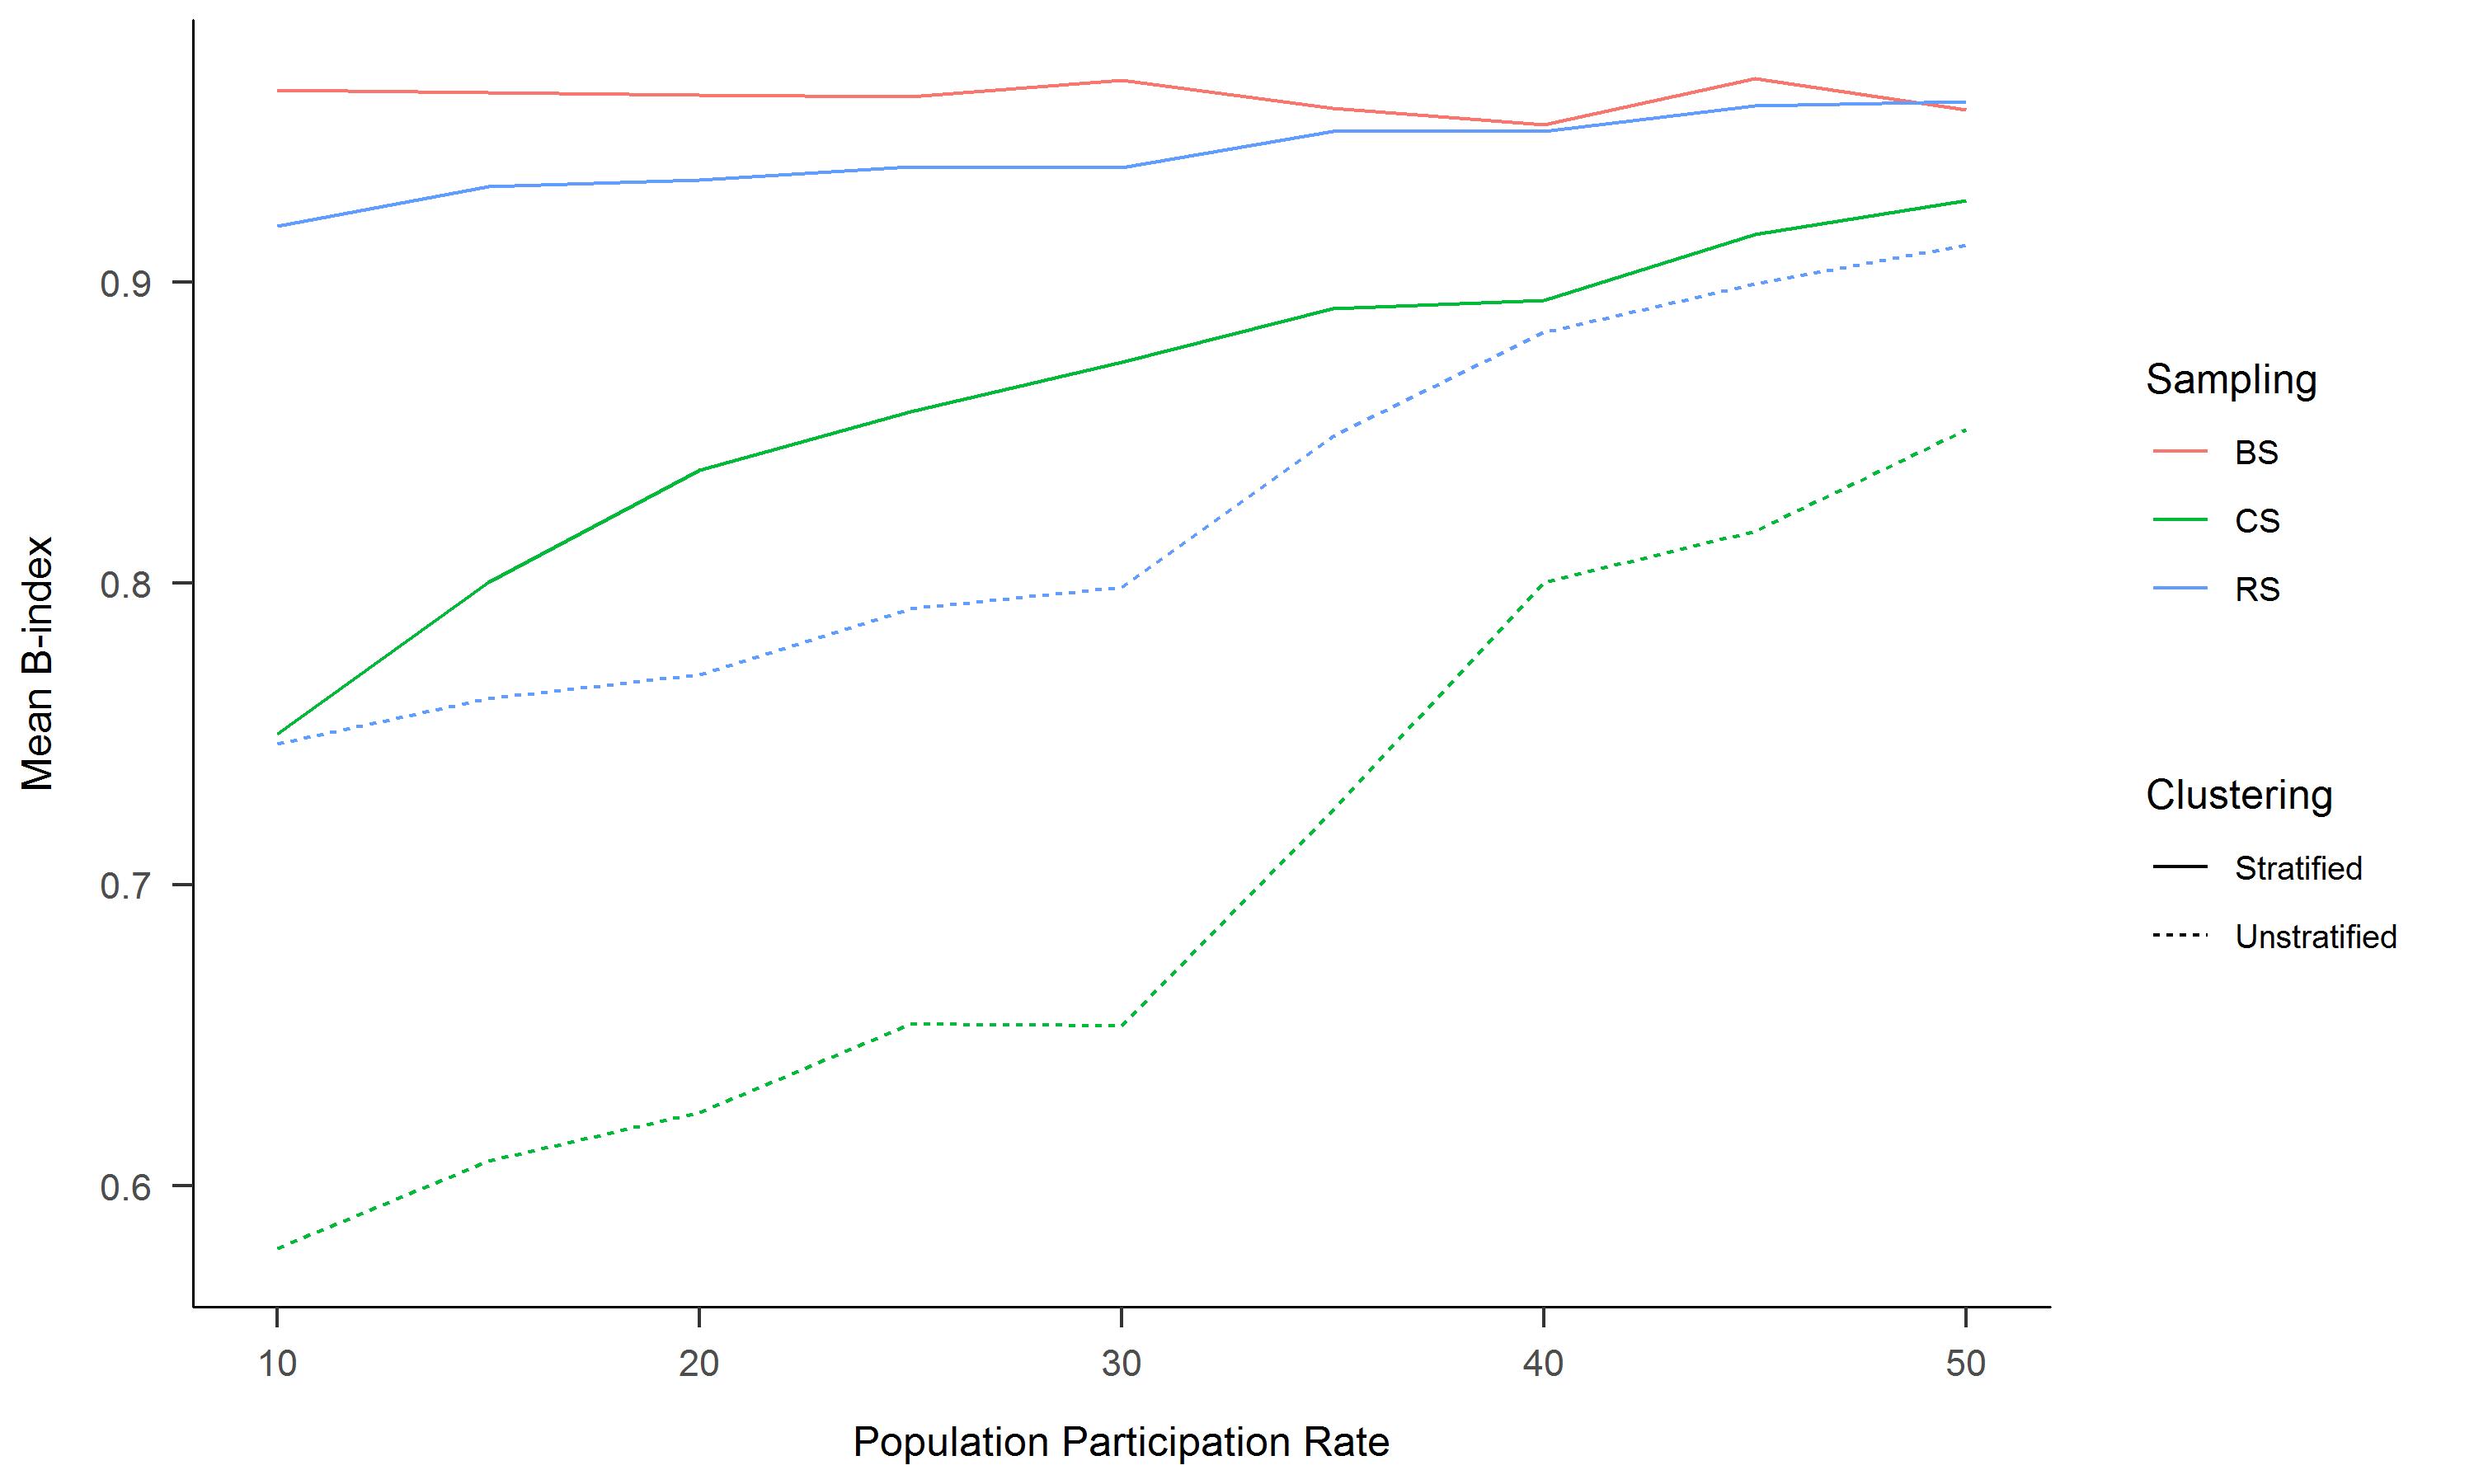 Mean B-index
0.9
0.8
0.7
0.6
10 20 30 40 50
Population Participation Rate
Sampling
BS
CS
RS
Clustering
Stratified
Unstratified